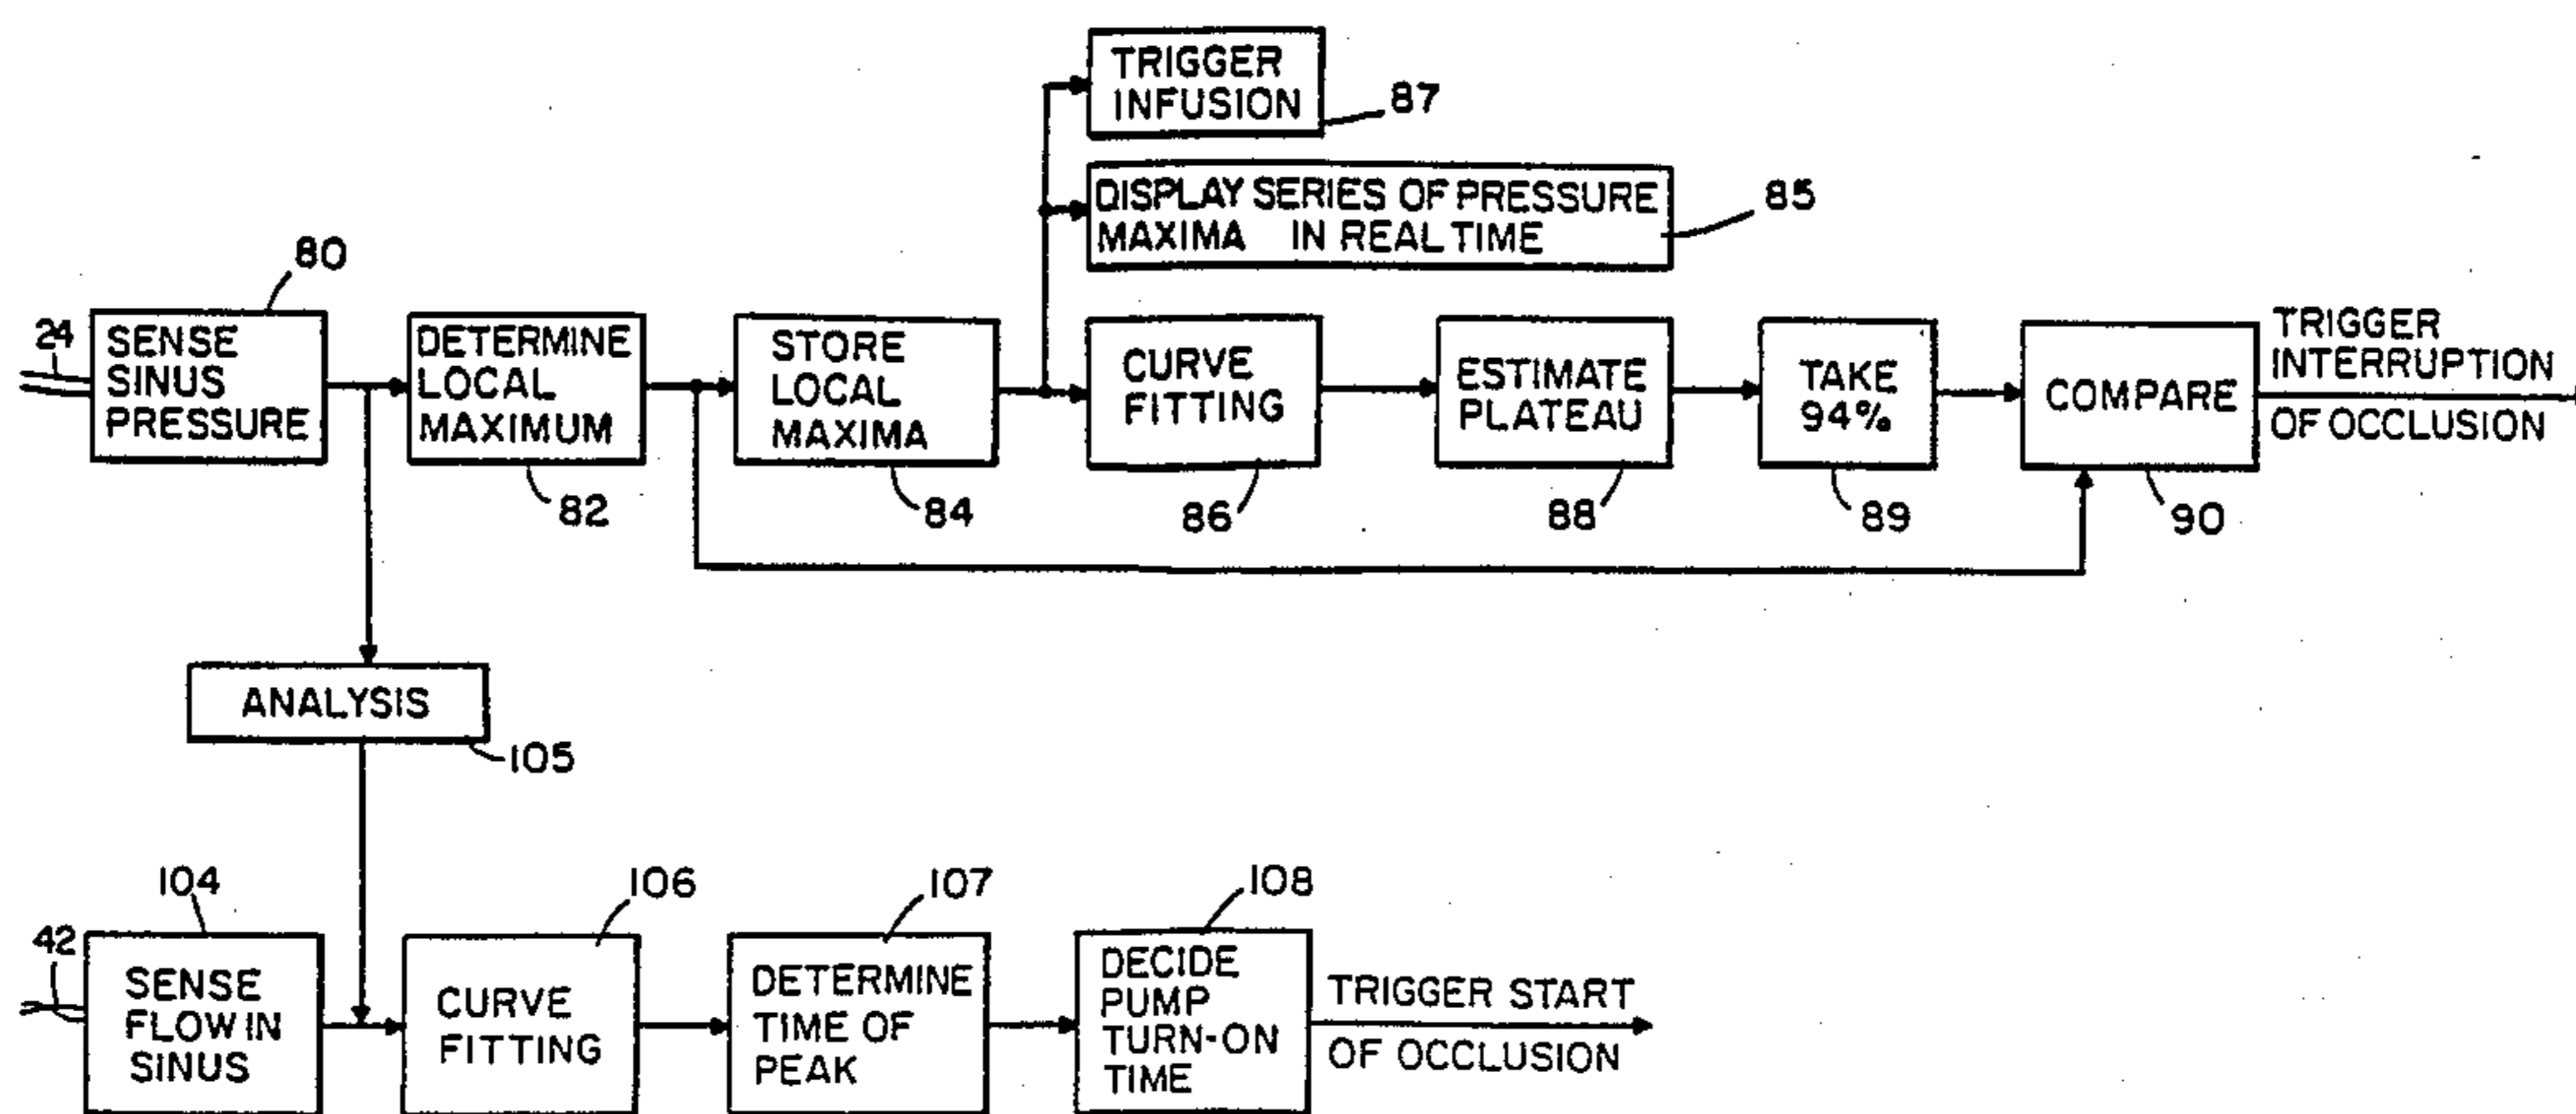 TRIGGER
INFUSION
87
DISPLAY SERIES OF PRESSURE
MAXIMA IN REAL TIME
85
80
24
SENSE
SINUS
PRESSURE
DETERMINE
LOCAL
MAXIMUM
82
STORE
LOCAL
MAXIMA
84
CURVE
FITTING
86
ESTIMATE
PLATEAU
88
TAKE
94%
89
COMPARE
90
TRIGGER
INTERRUPTION
OF OCCLUSION
ANALYSIS
105
104
42
SENSE
FLOW IN
SINUS
106
CURVE
FITTING
107
DETERMINE
TIME OF
PEAK
108
DECIDE
PUMP
TURN-ON
TIME
TRIGGER START
OF OCCLUSION